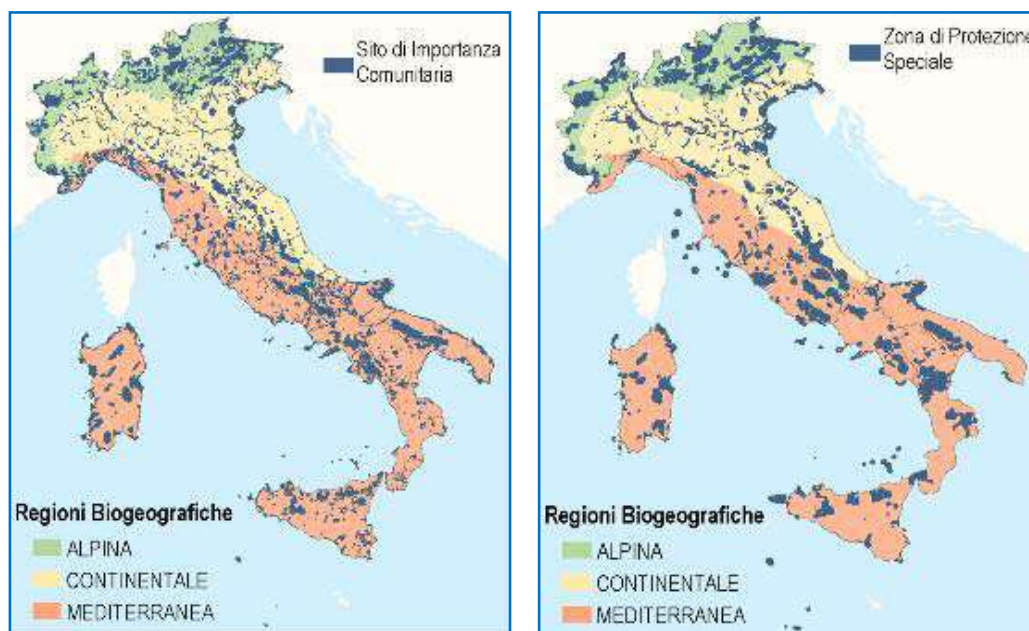 Sito di Importanza
Comunitaria
Regioni Biogeografiche
ALPINA
CONTINENTALE
MEDITERRANEA
Zona di Protezione
Speciale
Regioni Biogeografiche
ALPINA
CONTINENTALE
MEDITERRANEA